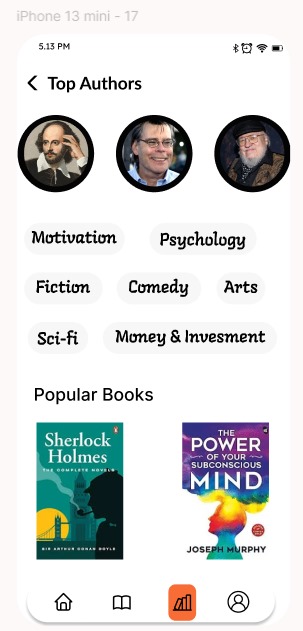 iPhone 13 mini - 17
5.13 PM
Top Authors
Motivation Psychology
Fiction Comedy Arts
Sci-fi Money & Invesment
Popular Books
Sherlock
Holmes
THE COMPLETE NOVELS
SIR ARTHUR CONAN DOYLE
THE
POWER
OF YOUR
SUBCONSCIOUS
MIND
JOSEPH MURPHY